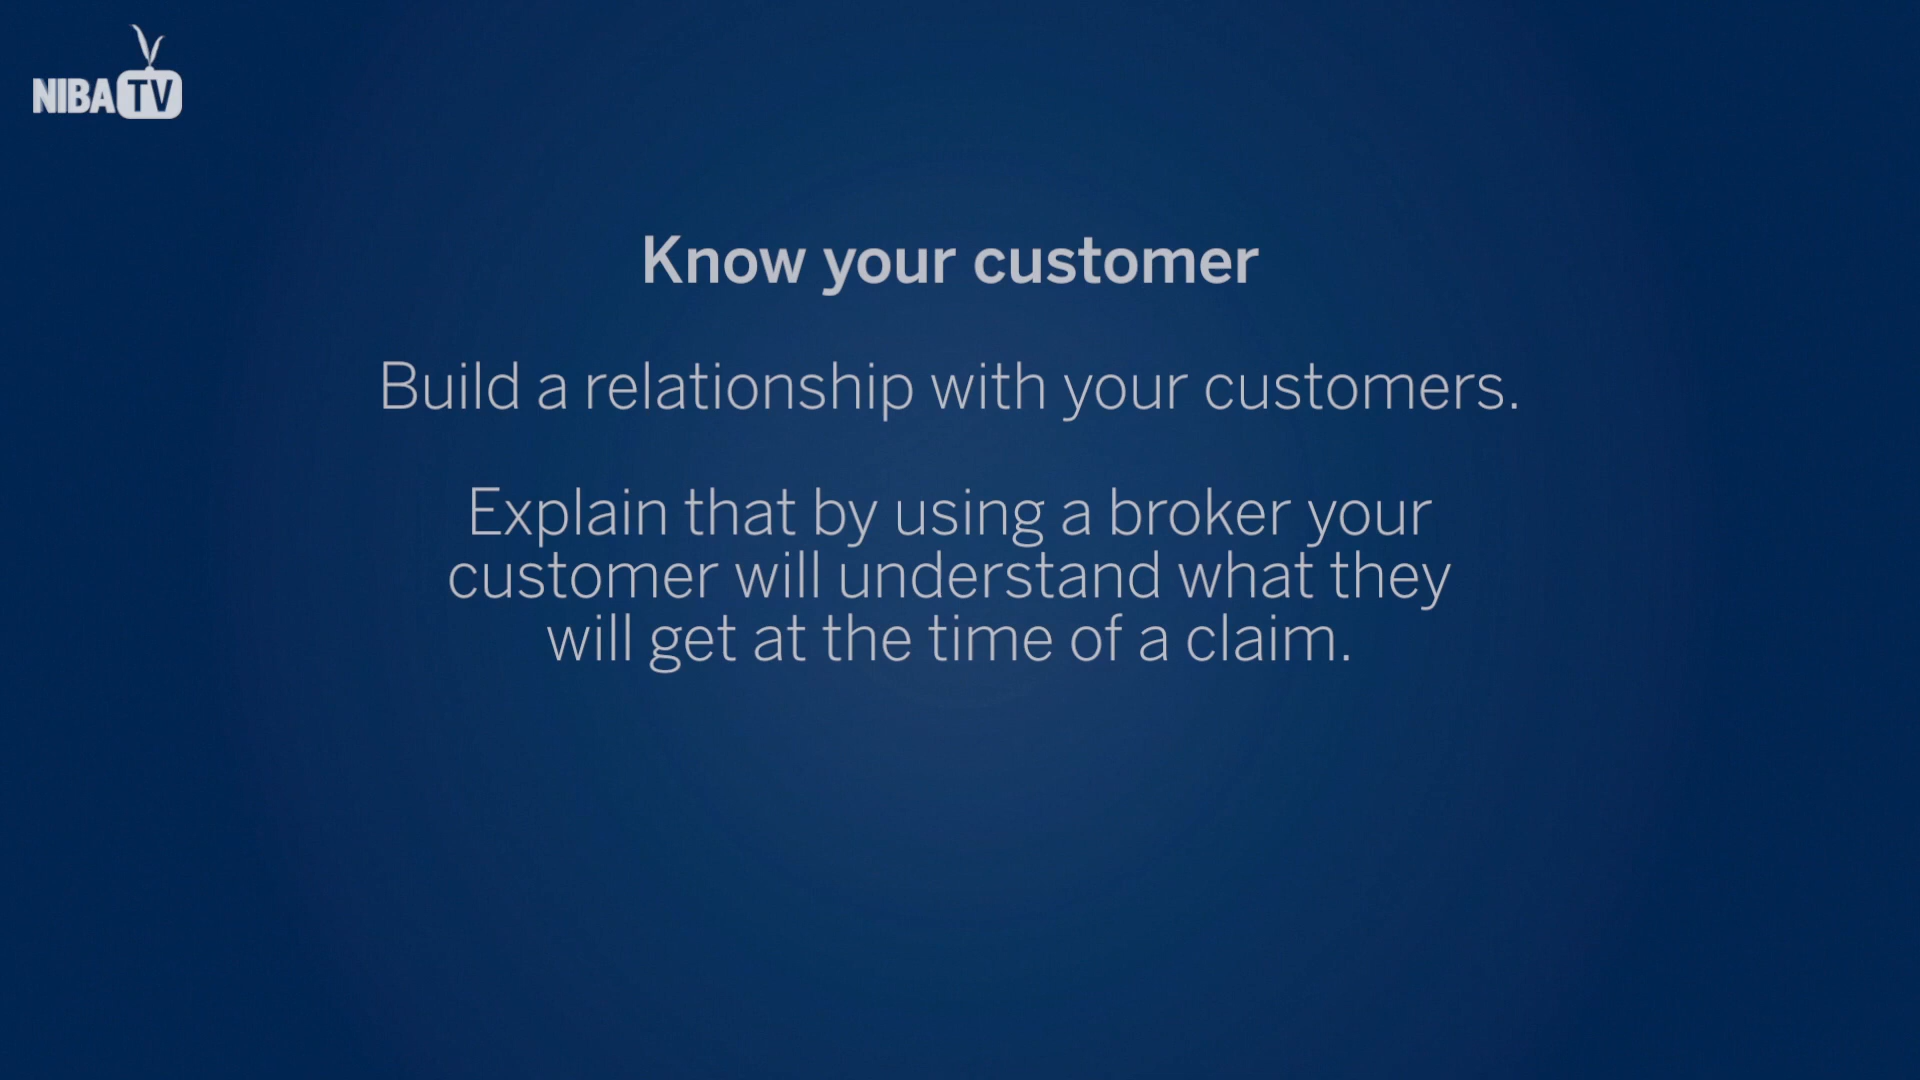 NIBA TV
Know your customer
Build a relationship with your customers.
Explain that by using a broker your
customer will understand what they
will get at the time of a claim.